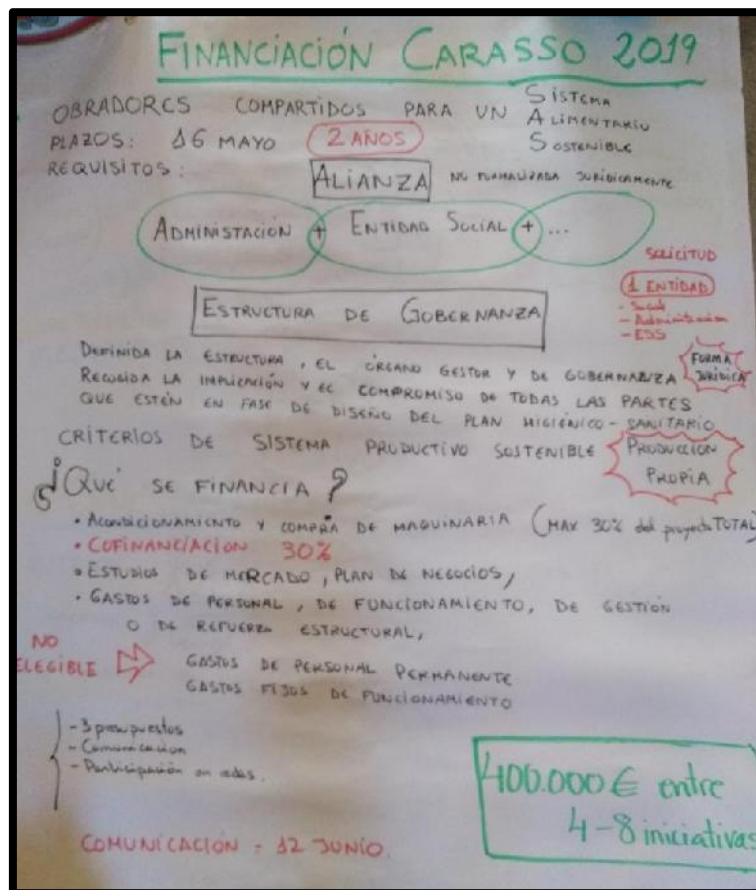 FINANCIACIÓN CARASSO 2019
OBRADORES COMPARTIDOS PARA UN SISTEMA
ALIMENTARIO
SOSTENIBLE
PLAZOS: 16 MAYO 2 AÑOS
REQUISITOS:
ALIANZA NO FORMALIZADA JURÍDICAMENTE
ADMINISTACIÓN + ENTIDAD SOCIAL + ...
SOLICITUD
1 ENTIDAD
- Social
- Administración
- ESS
ESTRUCTURA DE GOBERNANZA
DEFINIDA LA ESTRUCTURA, EL ÓRGANO GESTOR Y DE GOBERNANZA
FORMA JURÍDICA
RECOGIDA LA IMPLICACIÓN Y EL COMPROMISO DE TODAS LAS PARTES
QUE ESTÉN EN FASE DE DISEÑO DEL PLAN HIGIÉNICO-SANITARIO
CRITERIOS DE SISTEMA PRODUCTIVO SOSTENIBLE
PRODUCCION
PROPIA
¿QUÉ SE FINANCIA?
• ACONDICIONAMIENTO Y COMPRA DE MAQUINARIA (MAX 30% del proyecto TOTAL)
• COFINANCIACION 30%
• ESTUDIOS DE MERCADO, PLAN DE NEGOCIOS,
• GASTOS DE PERSONAL, DE FUNCIONAMIENTO, DE GESTIÓN
O DE REFUERZO ESTRUCTURAL,
NO
ELEGIBLE
GASTOS DE PERSONAL PERMANENTE
GASTOS FIJOS DE FUNCIONAMIENTO
- 3 presupuestos
- Comunicación
- Participación en redes.
400.000 € entre
4-8 iniciativas
COMUNICACIÓN = 12 JUNIO.